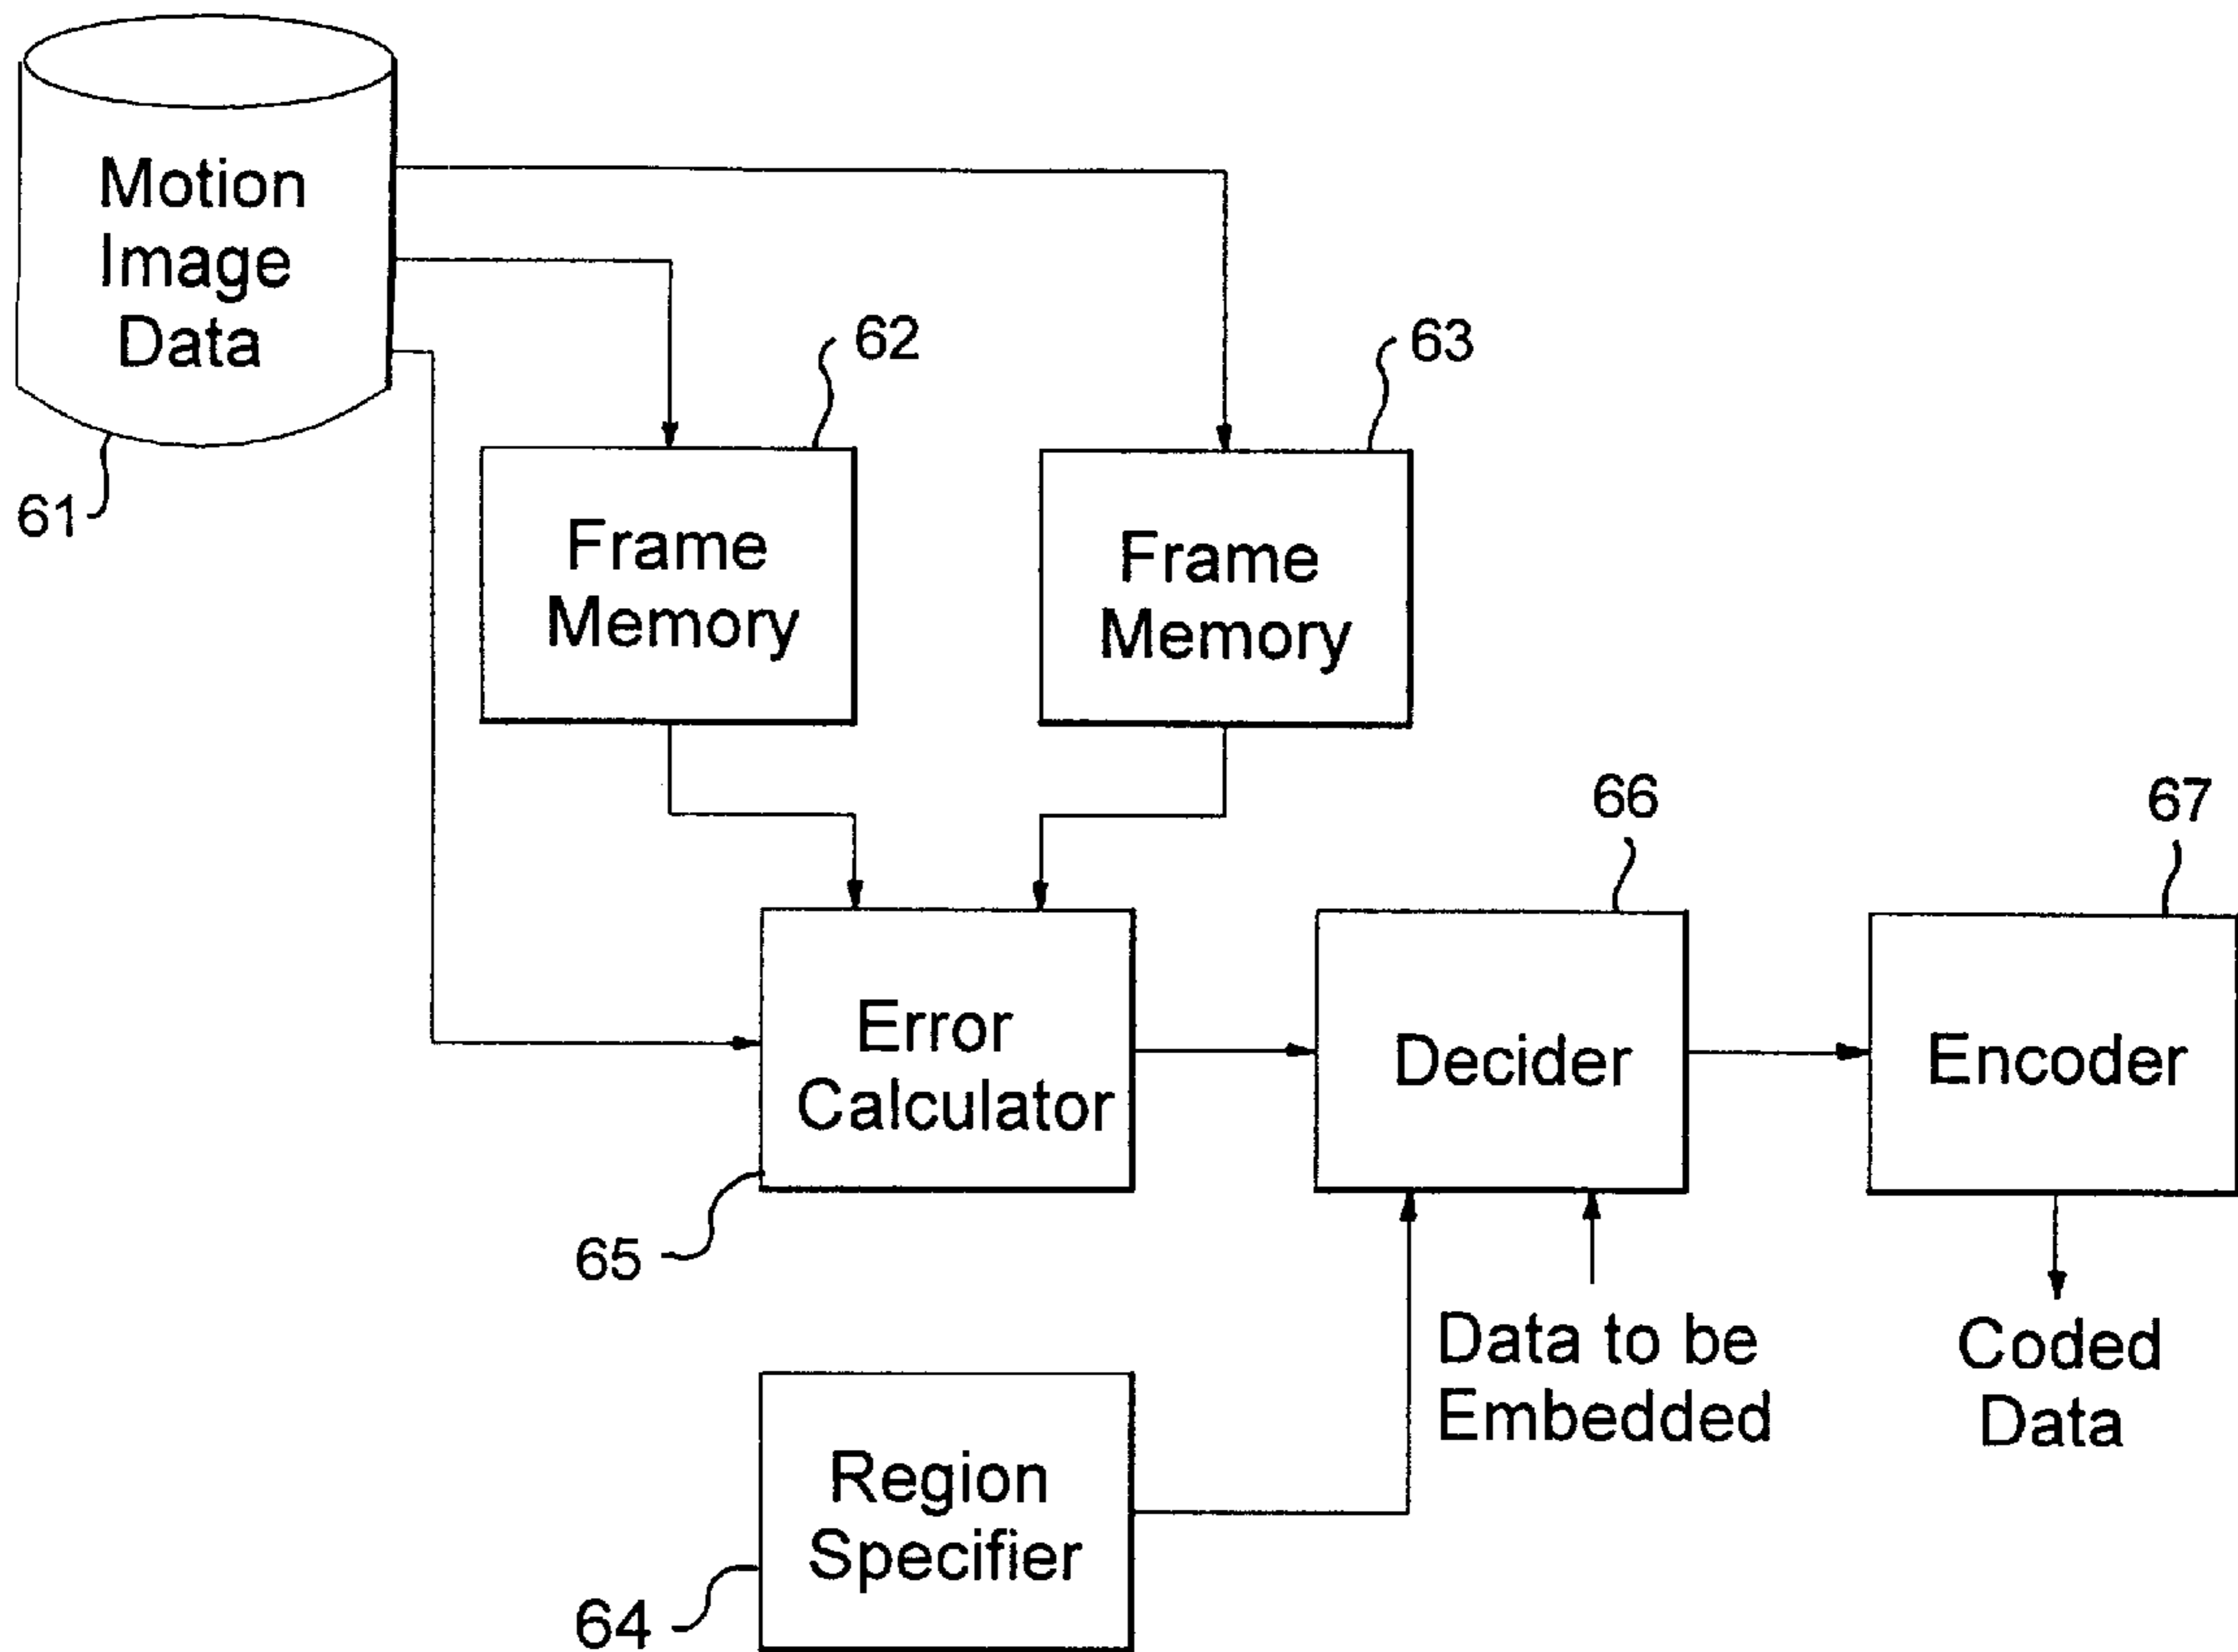 Motion
Image
Data
61
62
63
Frame
Memory
Frame
Memory
66
67
Error
Calculator
Decider
Encoder
65
Data to be
Embedded
Coded
Data
Region
Specifier
64